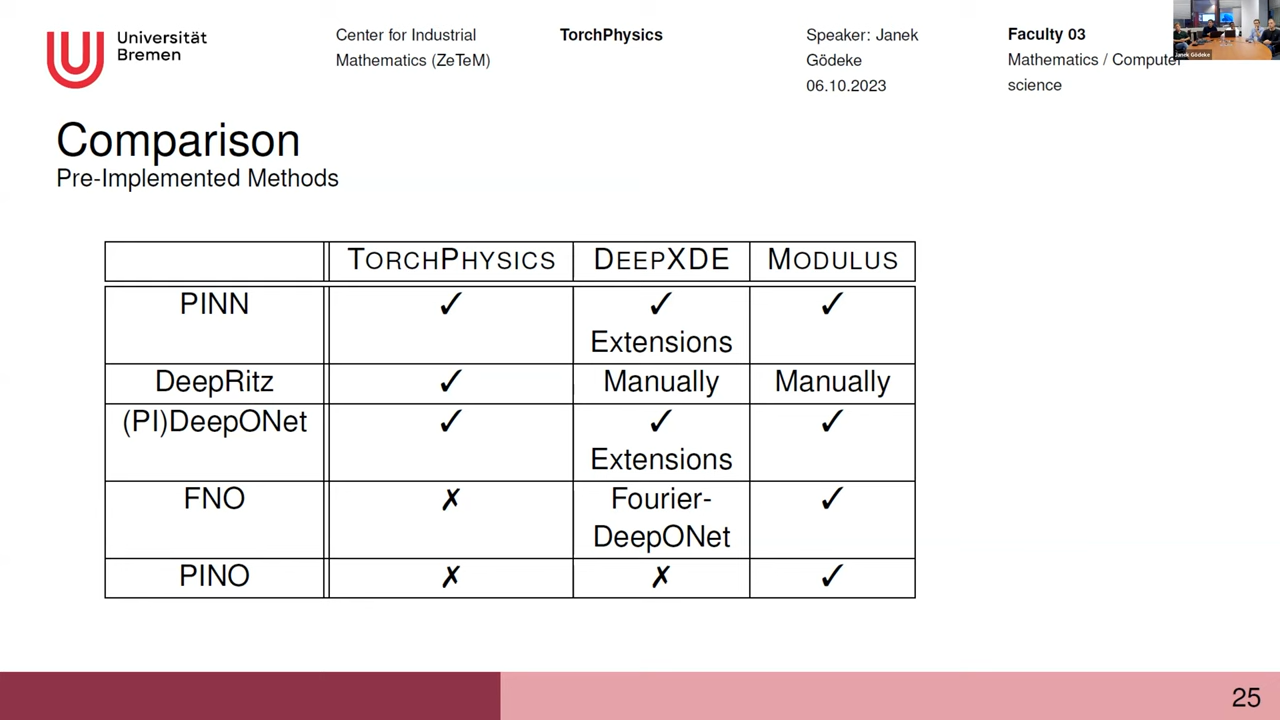 Universität
Bremen
Center for Industrial
Mathematics (ZeTeM)
TorchPhysics
Speaker: Janek
Gödeke
06.10.2023
Faculty 03
Mathematics / Computer
science
Janek Gödeke
Comparison
Pre-Implemented Methods
TORCHPHYSICS DEEPXDE MODULUS
PINN ✓ ✓ ✓
Extensions
DeepRitz ✓ Manually Manually
(PI)DeepONet ✓ ✓ ✓
Extensions
FNO ✗ Fourier- ✓
DeepONet
PINO ✗ ✗ ✓
25